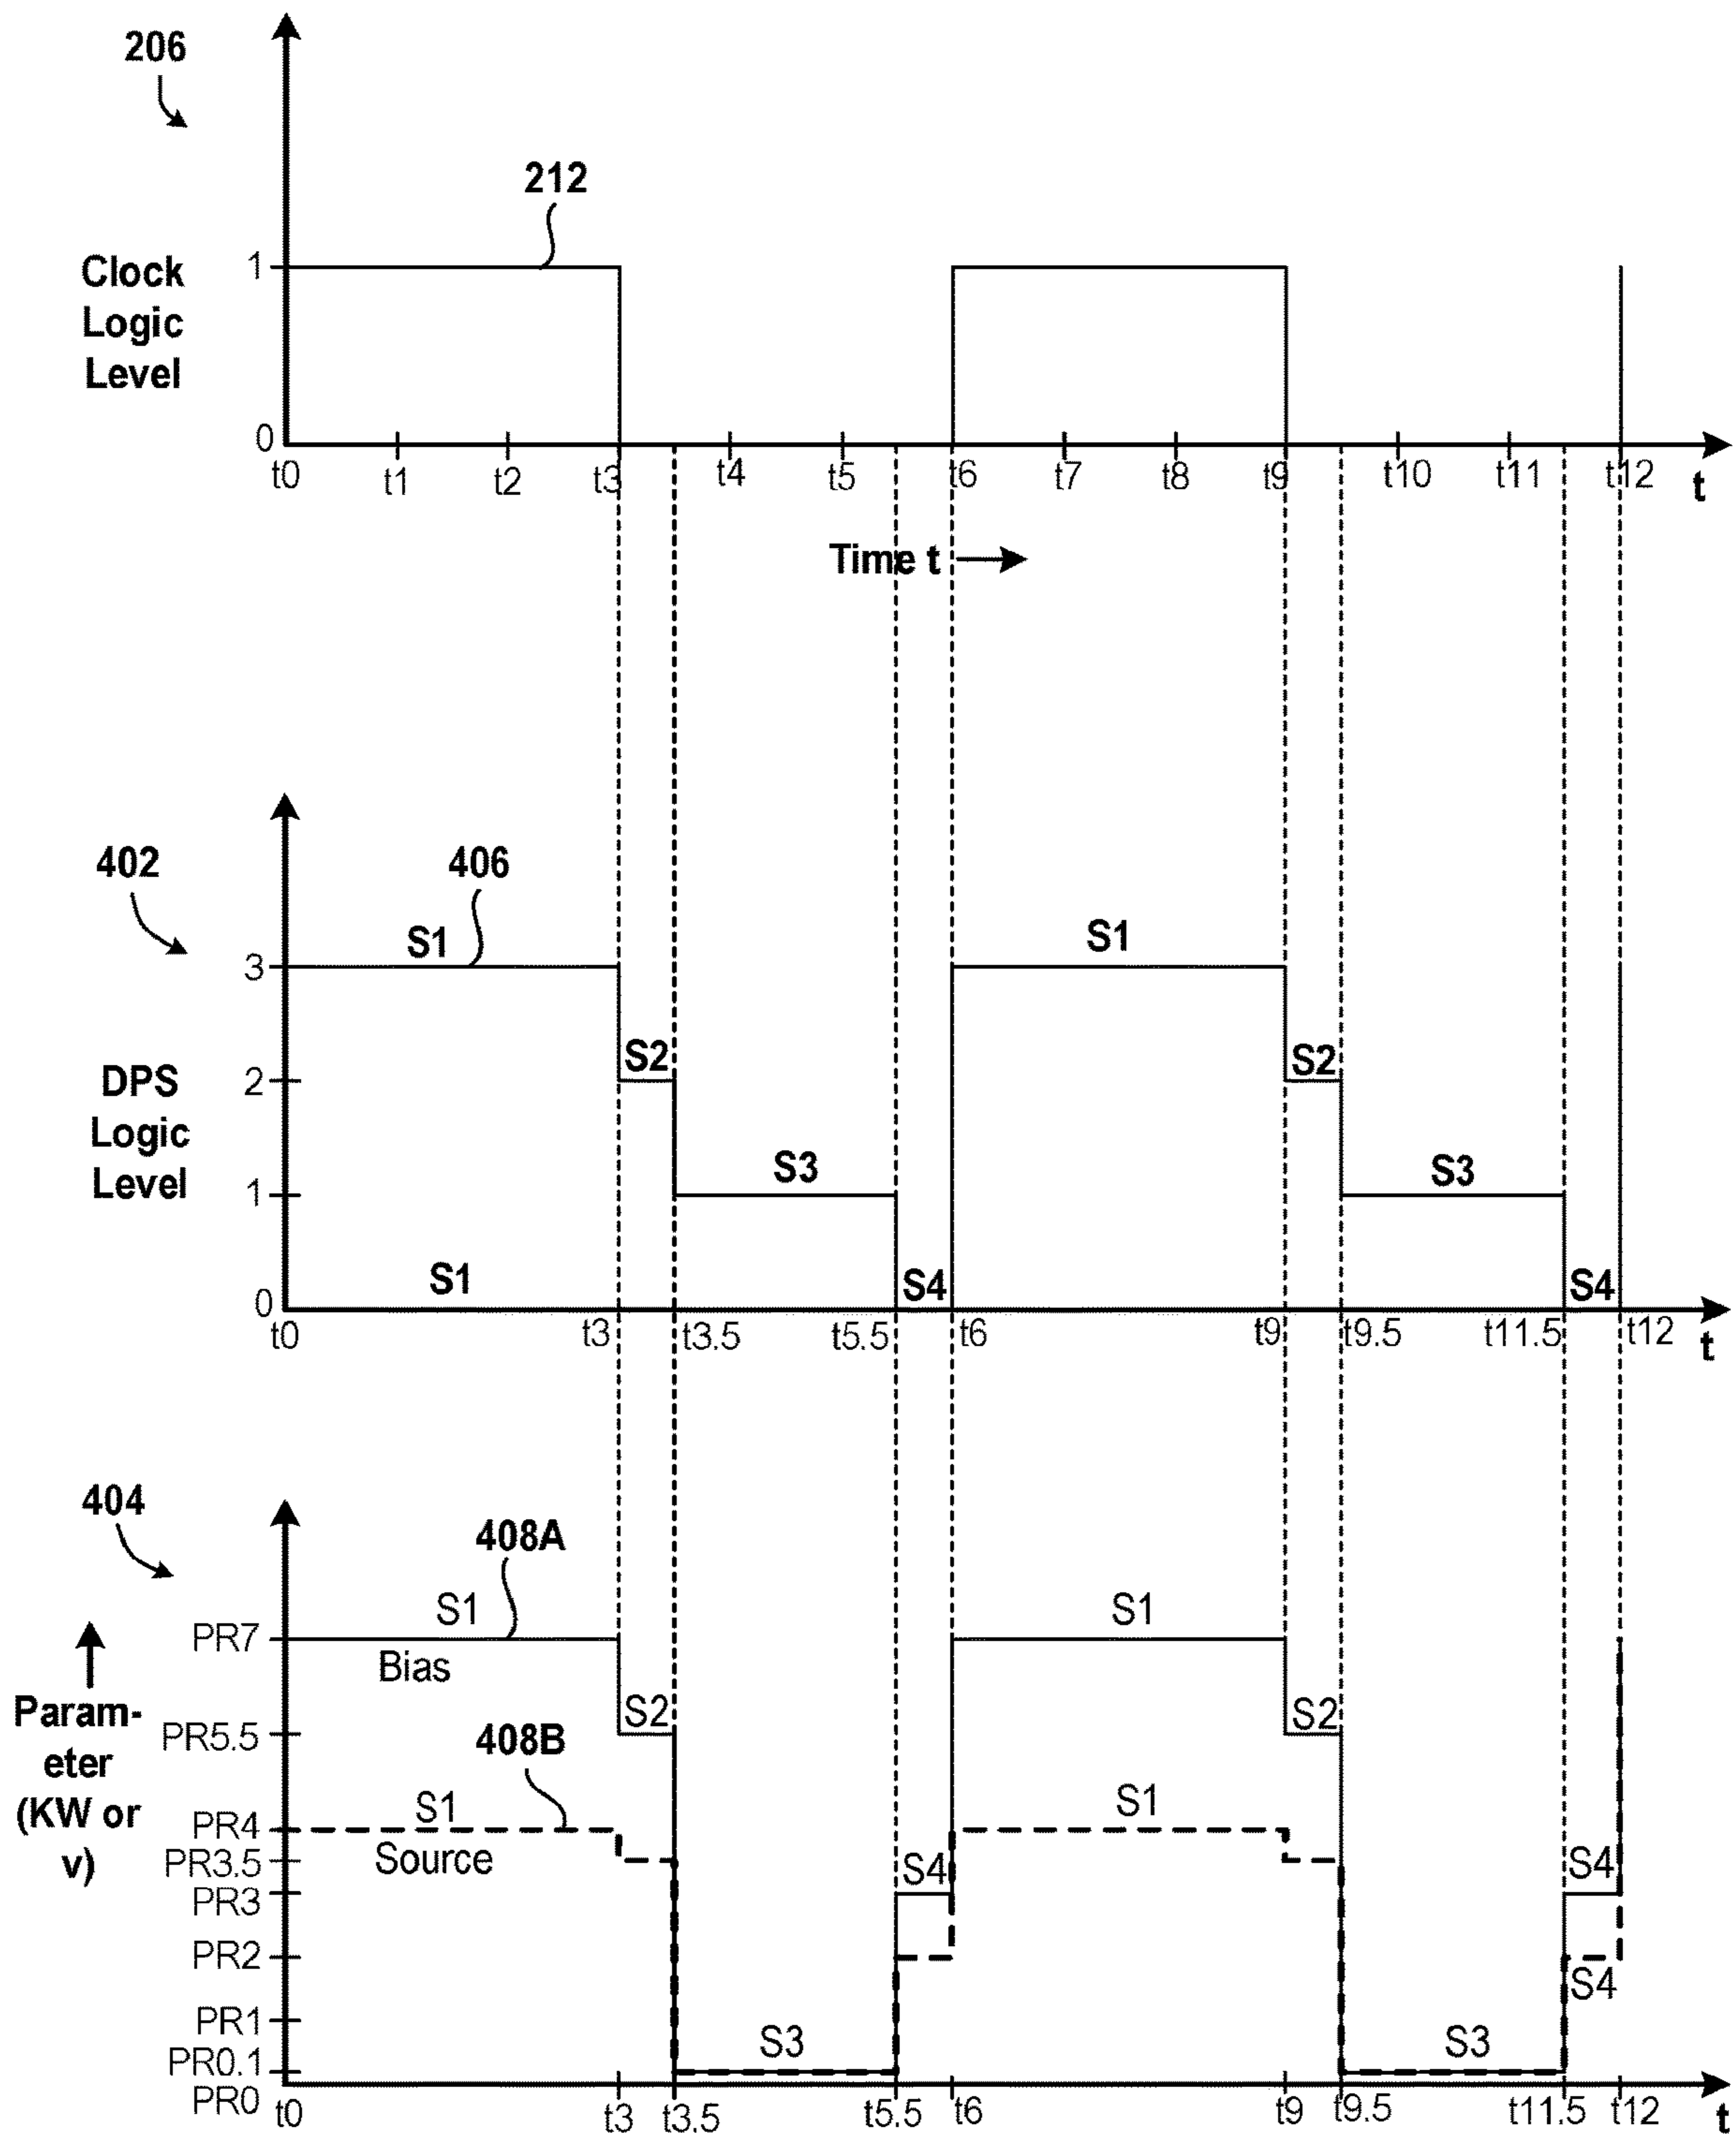 206
212
1
Clock
Logic
Level
0
t0 t1 t2 t3 t4 t5 t6 t7 t8 t9 t10 t11 t12 t
Time t
402
406
S1 S1
3
S2 S2
DPS
Logic
Level
2
S3 S3
1
S1 S4 S4
0
t0 t3 t3.5 t5.5 t6 t9 t9.5 t11.5 t12 t
404
408A
S1 S1
PR7
Bias
S2 S2
Param-
eter
(KW or
v)
PR5.5
408B
S1 S1
PR4
Source
PR3.5
S4 S4
PR3
PR2
S4
PR1
S3 S3
PR0.1
PR0
t0 t3 t3.5 t5.5 t6 t9 t9.5 t11.5 t12 t